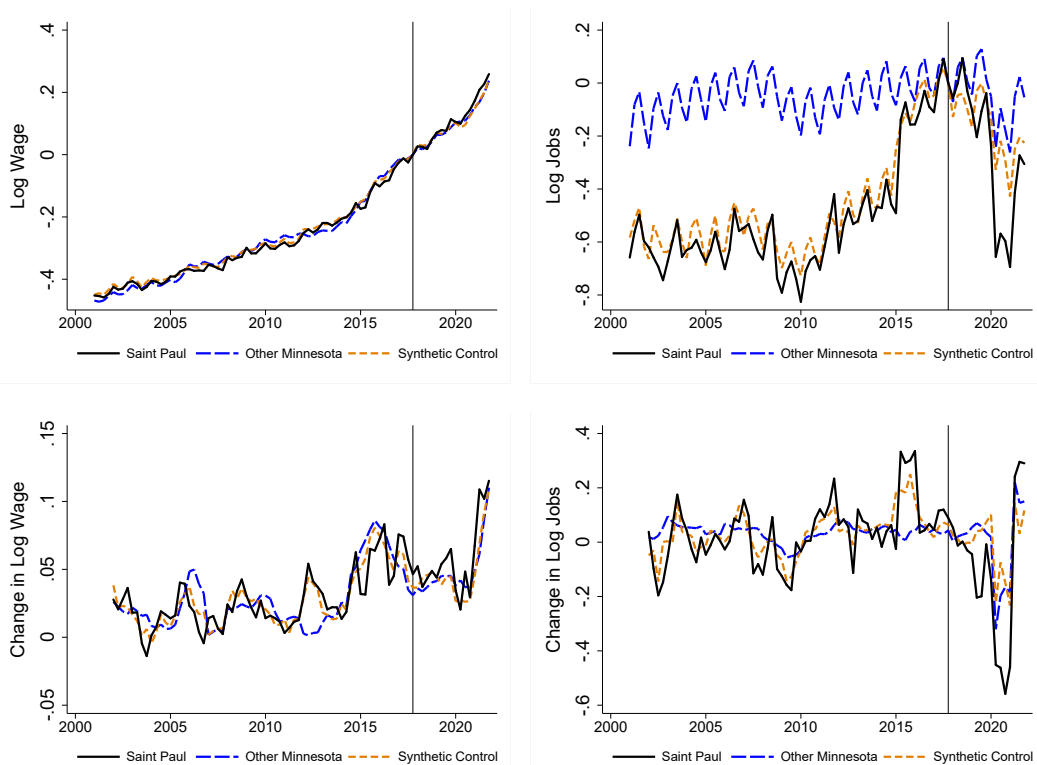 Log Wage
.4
.2
0
-.2
-.4
2000 2005 2010 2015 2020
Saint Paul Other Minnesota Synthetic Control
Log Jobs
.2
0
-.2
-.4
-.6
-.8
2000 2005 2010 2015 2020
Saint Paul Other Minnesota Synthetic Control
Change in Log Wage
.15
.1
.05
0
-.05
2000 2005 2010 2015 2020
Saint Paul Other Minnesota Synthetic Control
Change in Log Jobs
.4
.2
0
-.2
-.4
-.6
2000 2005 2010 2015 2020
Saint Paul Other Minnesota Synthetic Control